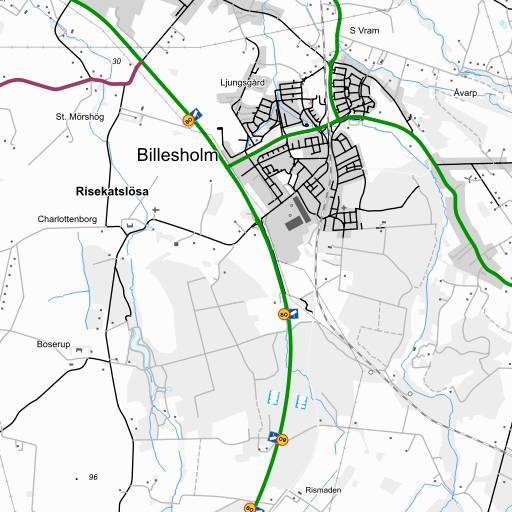 S Vram
30
Ljungsgård
Åvarp
St. Mörshög
80
Billesholm
Risekatslösa
Charlottenborg
80
Boserup
80
96
Rismaden
80